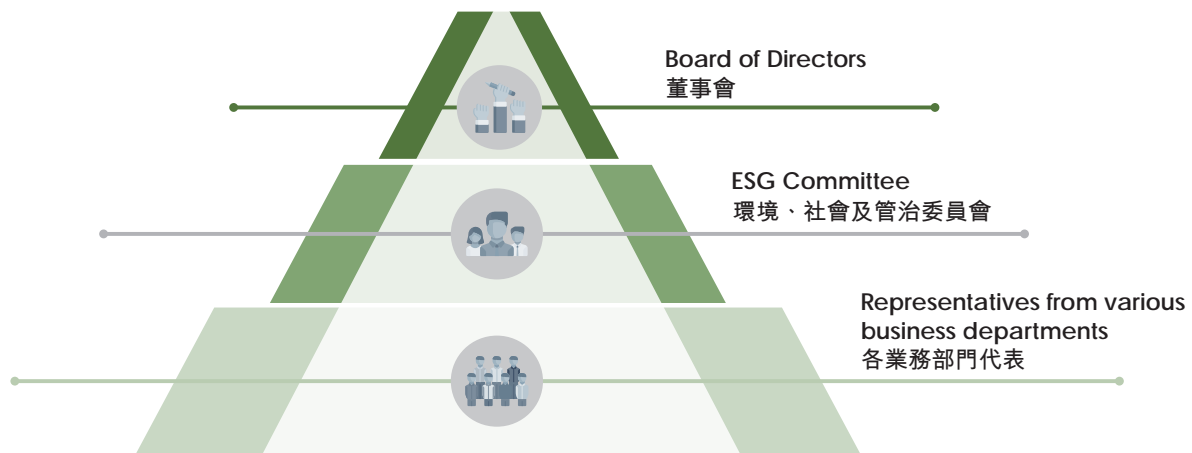 Board of Directors
董事會
ESG Committee
環境、社會及管治委員會
Representatives from various
business departments
各業務部門代表